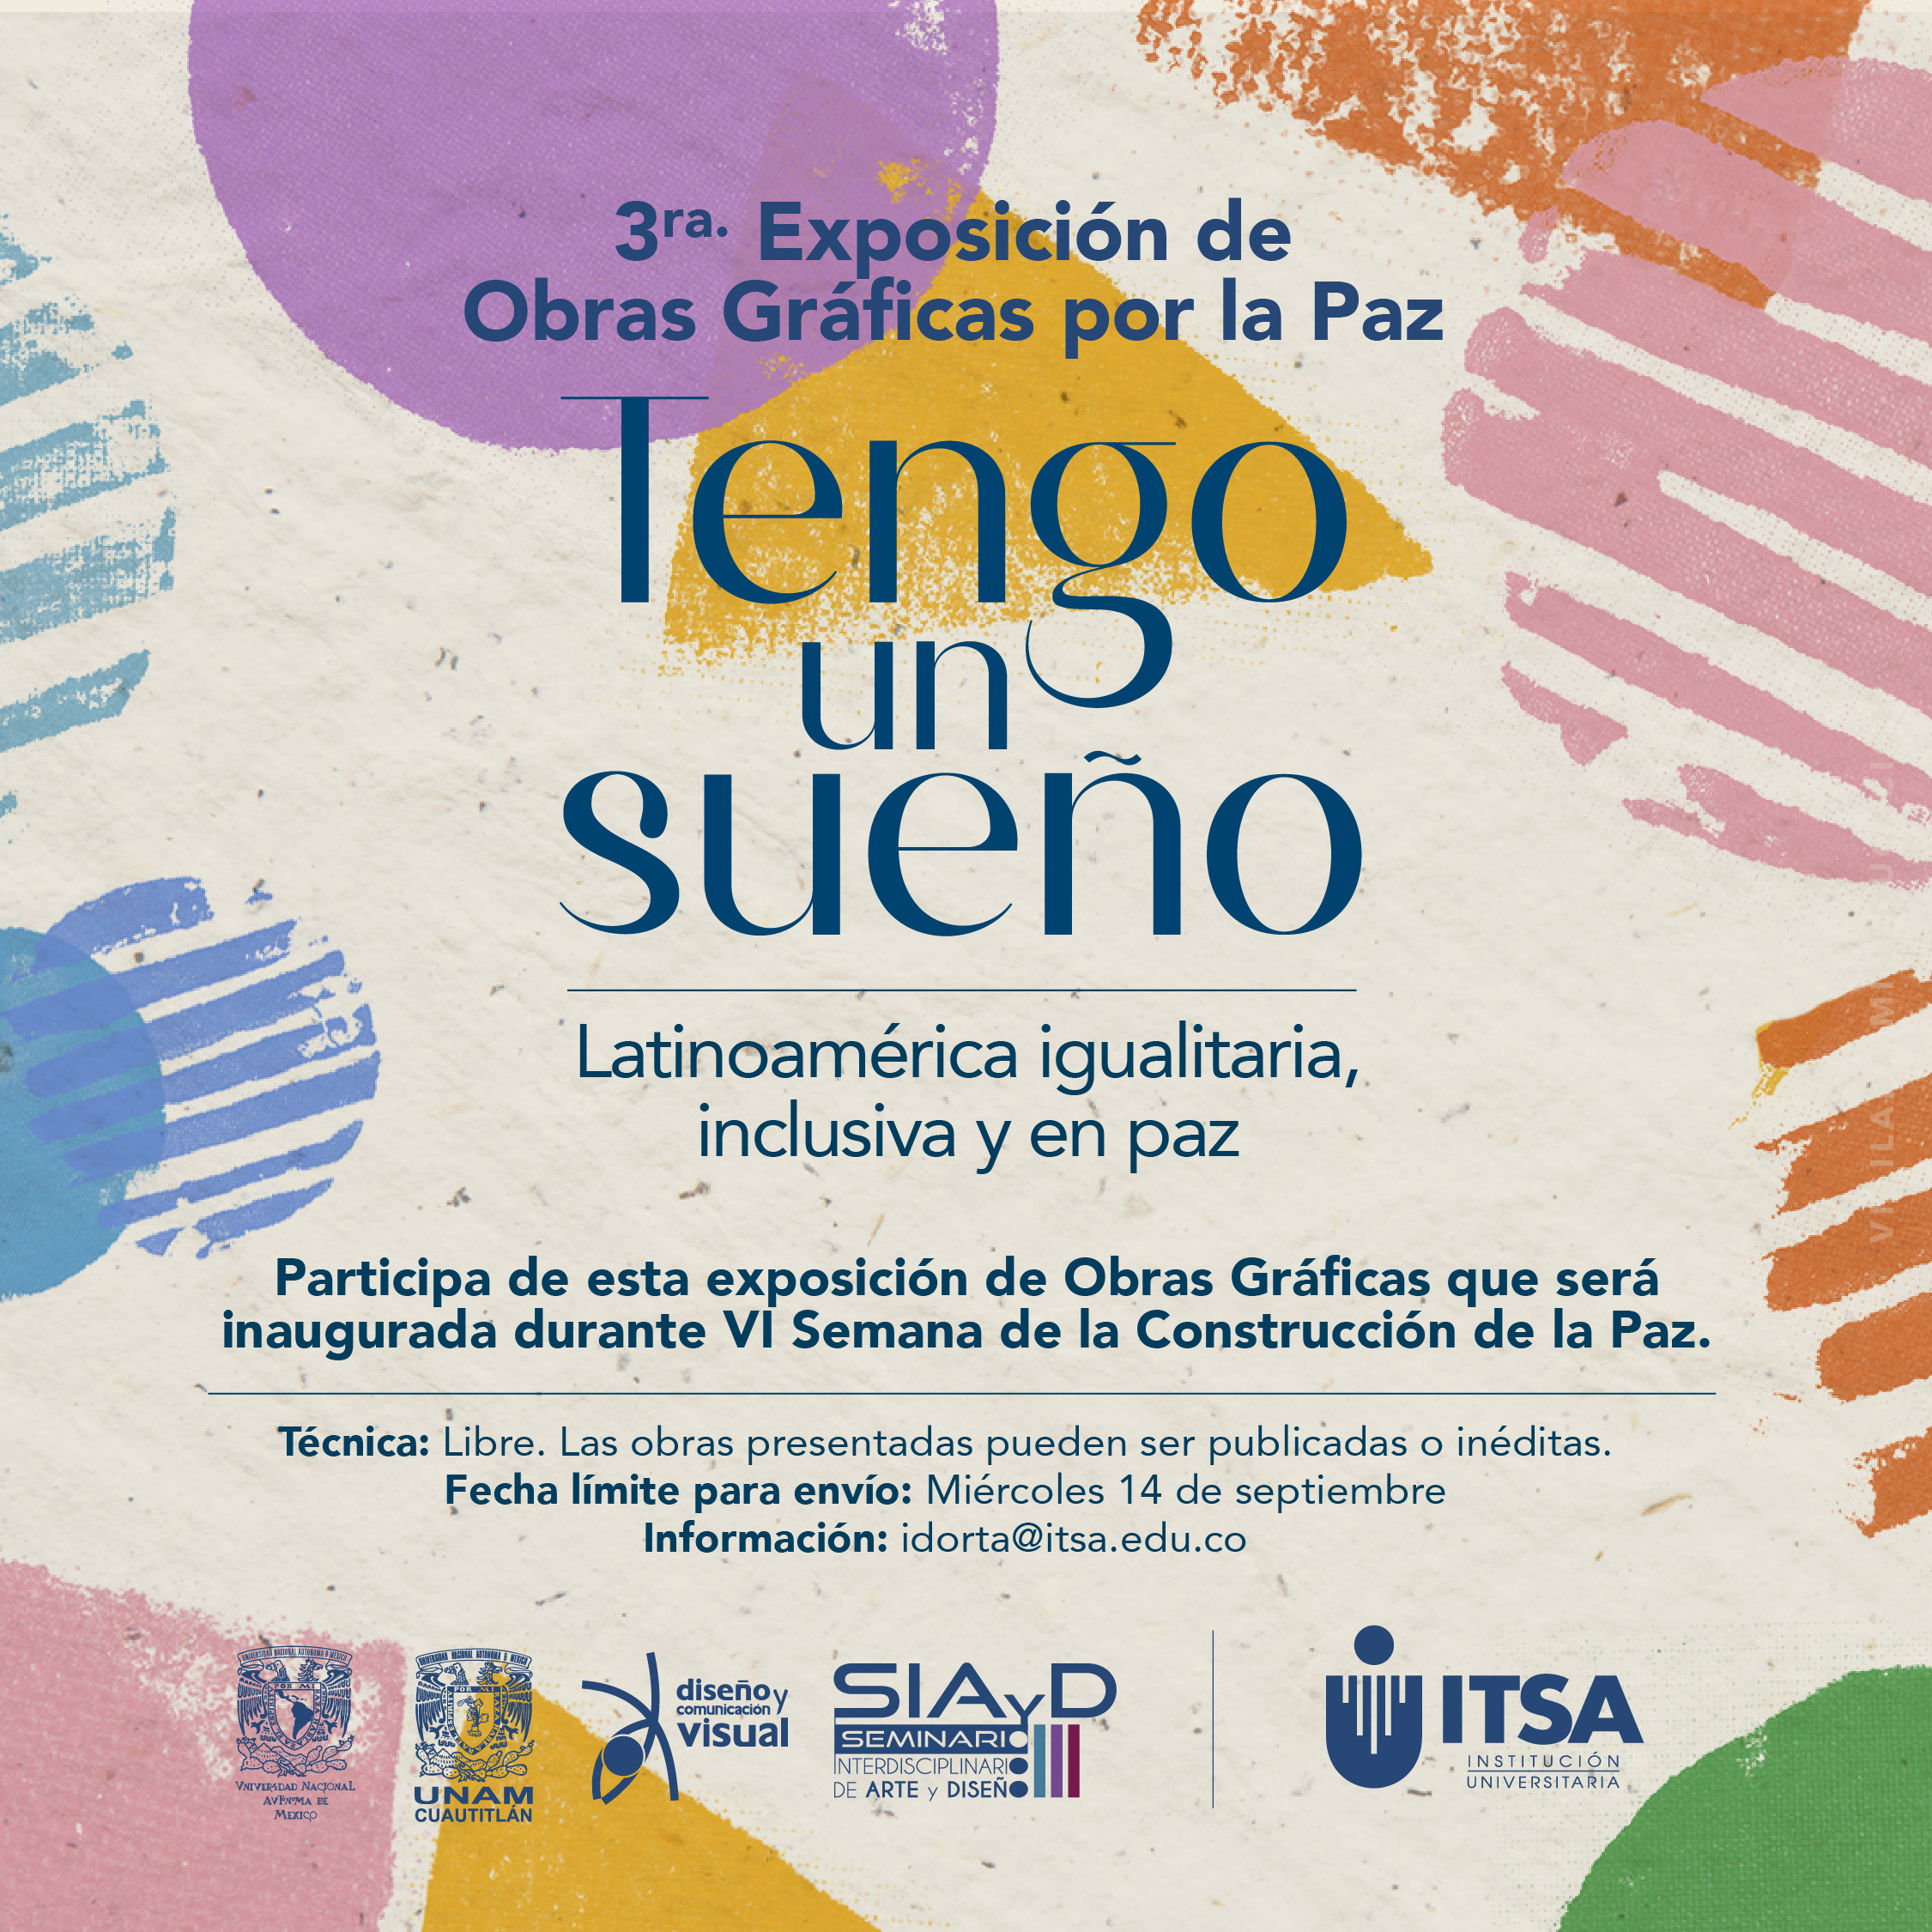 3ra. Exposición de
Obras Gráficas por la Paz
Tengo
un
sueño
Latinoamérica igualitaria,
inclusiva y en paz
Participa de esta exposición de Obras Gráficas que será
inaugurada durante VI Semana de la Construcción de la Paz.
Técnica: Libre. Las obras presentadas pueden ser publicadas o inéditas.
Fecha límite para envío: Miércoles 14 de septiembre
Información: idorta@itsa.edu.co
VNIVERSDAD NACIONAL
AVTNOMA DE
MEXICO
UNAM
CUAUTITLÁN
diseño y
comunicación
visual
SIAyD
SEMINARIO
INTERDISCIPLINARIO
DE ARTE y DISEÑO
ITSA
INSTITUCIÓN
UNIVERSITARIA